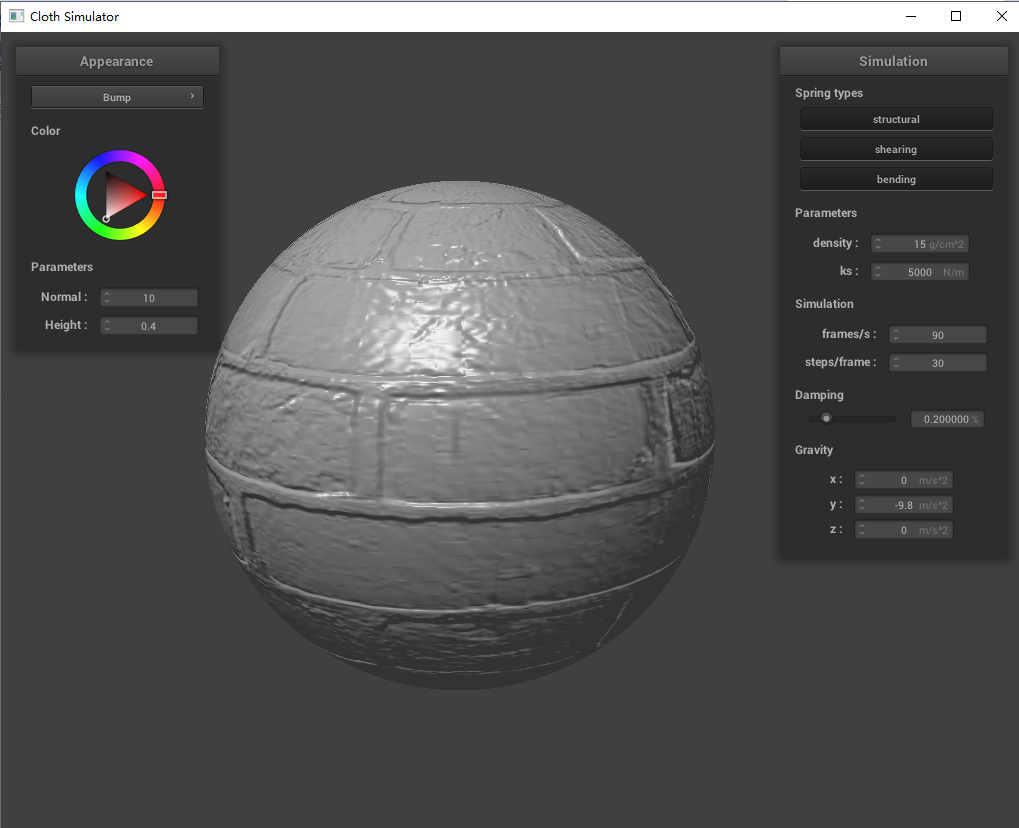 Cloth Simulator
Appearance
Bump
Color
Parameters
Normal : 10
Height : 0.4
Simulation
Spring types
structural
shearing
bending
Parameters
density : 15 g/cm^2
ks : 5000 N/m
Simulation
frames/s : 90
steps/frame : 30
Damping
0.200000 %
Gravity
x : 0 m/s^2
y : -9.8 m/s^2
z : 0 m/s^2